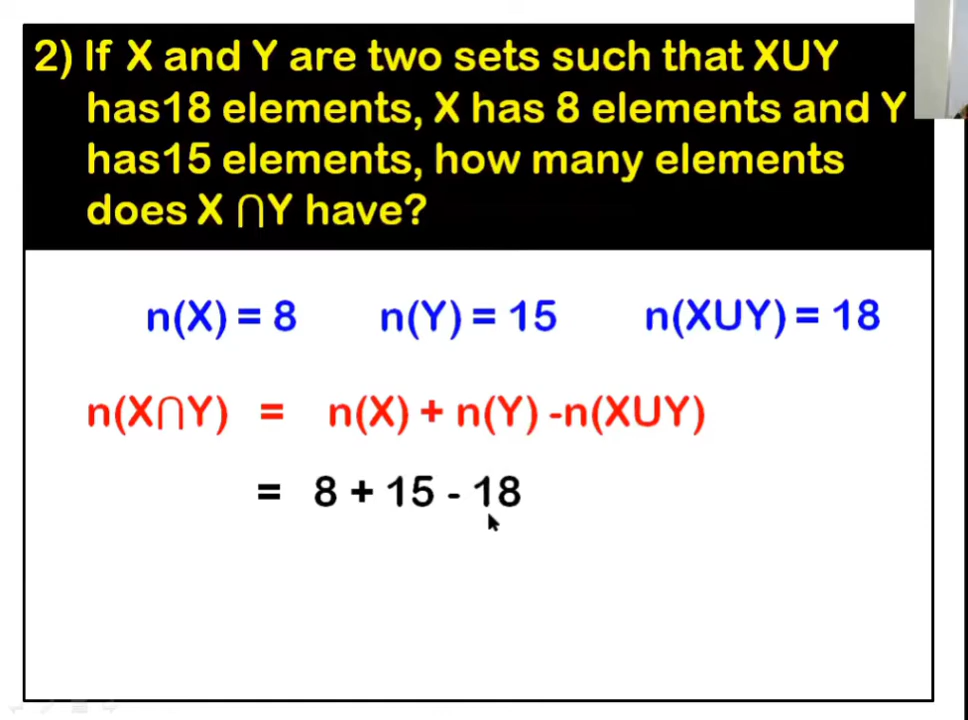 2) If X and Y are two sets such that XUY
has18 elements, X has 8 elements and Y
has15 elements, how many elements
does X ∩Y have?
n(X) = 8 n(Y) = 15 n(XUY) = 18
n(X∩Y) = n(X) + n(Y) -n(XUY)
= 8 + 15 - 18